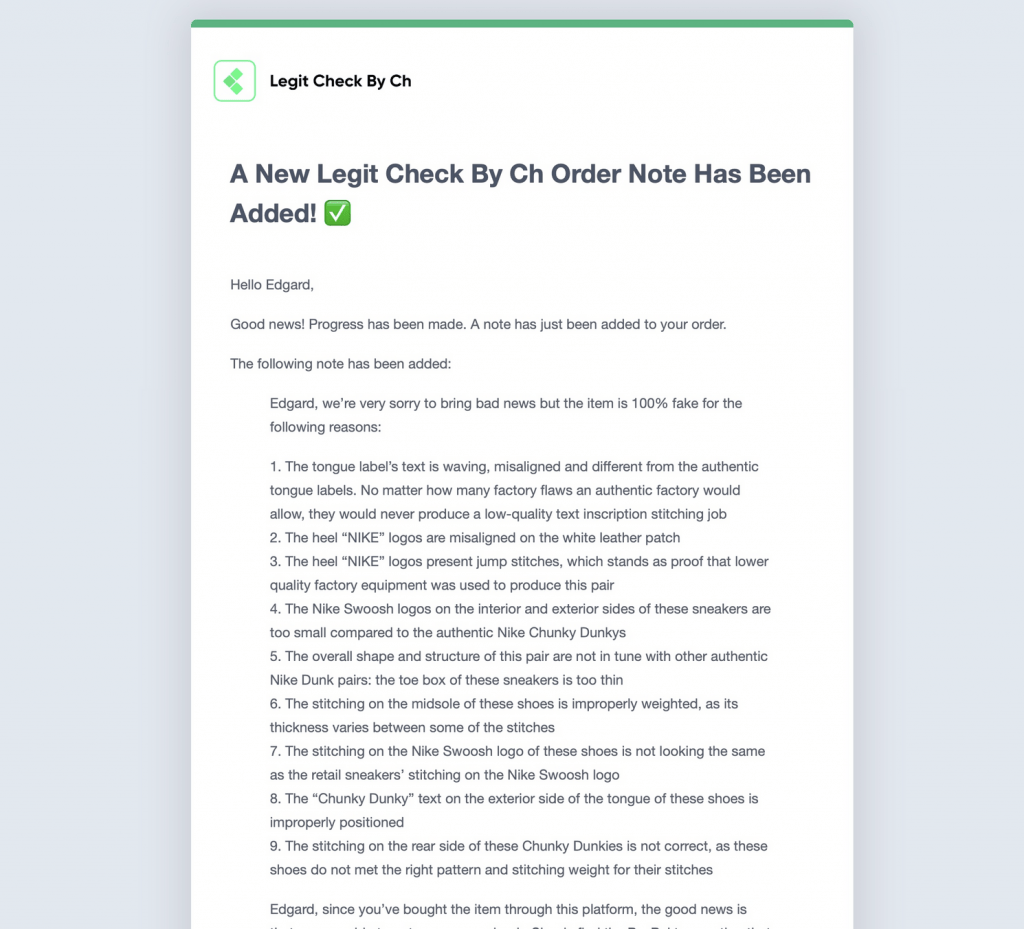 Legit Check By Ch
A New Legit Check By Ch Order Note Has Been
Added! ✅
Hello Edgard,
Good news! Progress has been made. A note has just been added to your order.
The following note has been added:
Edgard, we’re very sorry to bring bad news but the item is 100% fake for the
following reasons:
1. The tongue label’s text is waving, misaligned and different from the authentic
tongue labels. No matter how many factory flaws an authentic factory would
allow, they would never produce a low-quality text inscription stitching job
2. The heel “NIKE” logos are misaligned on the white leather patch
3. The heel “NIKE” logos present jump stitches, which stands as proof that lower
quality factory equipment was used to produce this pair
4. The Nike Swoosh logos on the interior and exterior sides of these sneakers are
too small compared to the authentic Nike Chunky Dunkys
5. The overall shape and structure of this pair are not in tune with other authentic
Nike Dunk pairs: the toe box of these sneakers is too thin
6. The stitching on the midsole of these shoes is improperly weighted, as its
thickness varies between some of the stitches
7. The stitching on the Nike Swoosh logo of these shoes is not looking the same
as the retail sneakers’ stitching on the Nike Swoosh logo
8. The “Chunky Dunky” text on the exterior side of the tongue of these shoes is
improperly positioned
9. The stitching on the rear side of these Chunky Dunkies is not correct, as these
shoes do not met the right pattern and stitching weight for their stitches
Edgard, since you’ve bought the item through this platform, the good news is